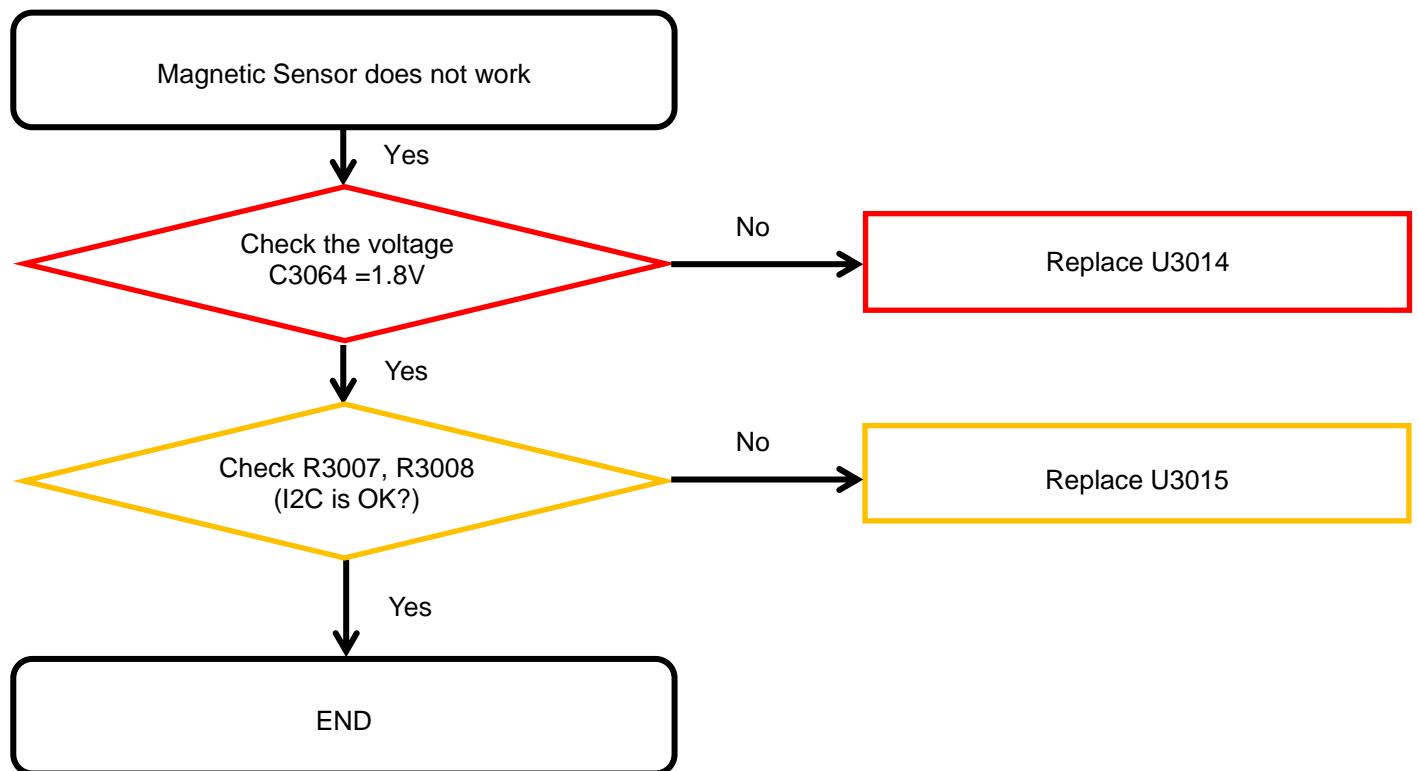 Magnetic Sensor does not work
Yes
Check the voltage
C3064 =1.8V
No
Replace U3014
Yes
Check R3007, R3008
(I2C is OK?)
No
Replace U3015
Yes
END